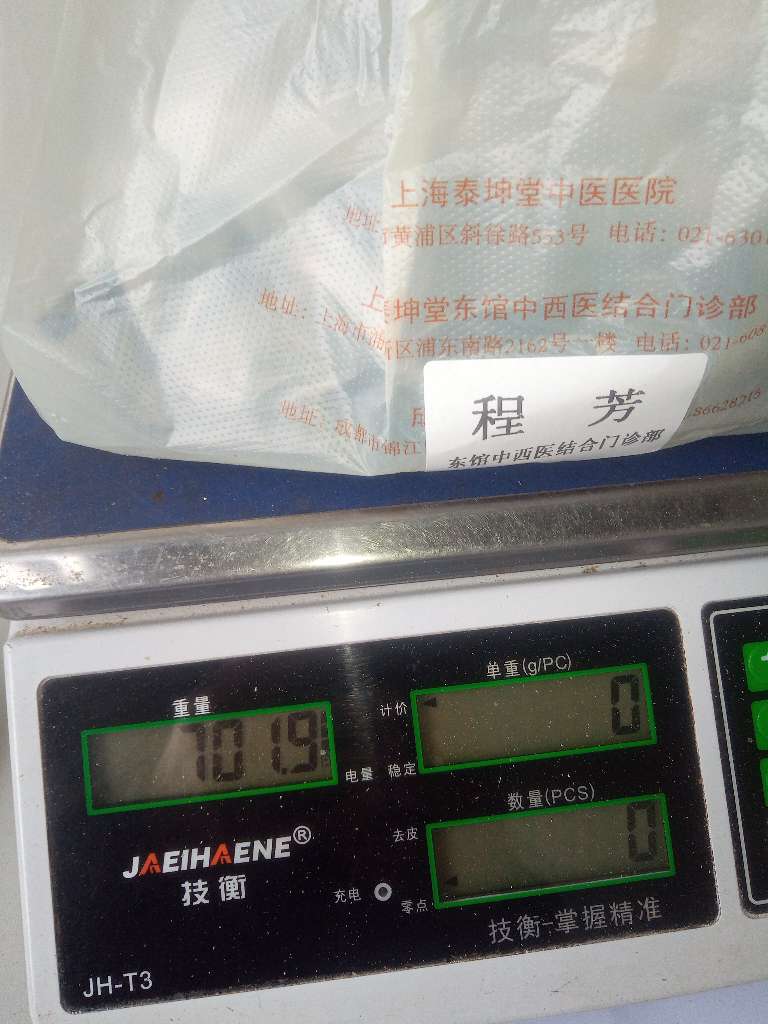 上海泰坤堂中医医院
地址: 黄浦区斜徐路553号 电话: 021-6301
上 坤堂东馆中西医结合门诊部
地址: 上海市浦 区浦东南路2162号一楼 电话: 021-608
86628216
地址: 成都市锦江
程 芳
东馆中西医结合门诊部
单重(g/PC)
重量
计价
0
701.9
电量 稳定
数量(PCS)
去皮
0
JAEIHAENE®
技衡
充电
零点
技衡-掌握精准
JH-T3